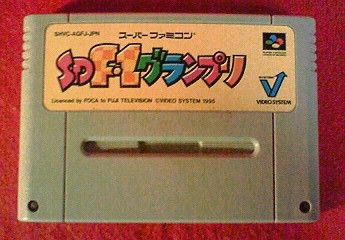 SHVC-AGFJ-JPN
スーパーファミコン
SDF-1グランプリ
Licensed by FOCA to FUJI TELEVISION ©VIDEO SYSTEM 1995
VIDEO SYSTEM